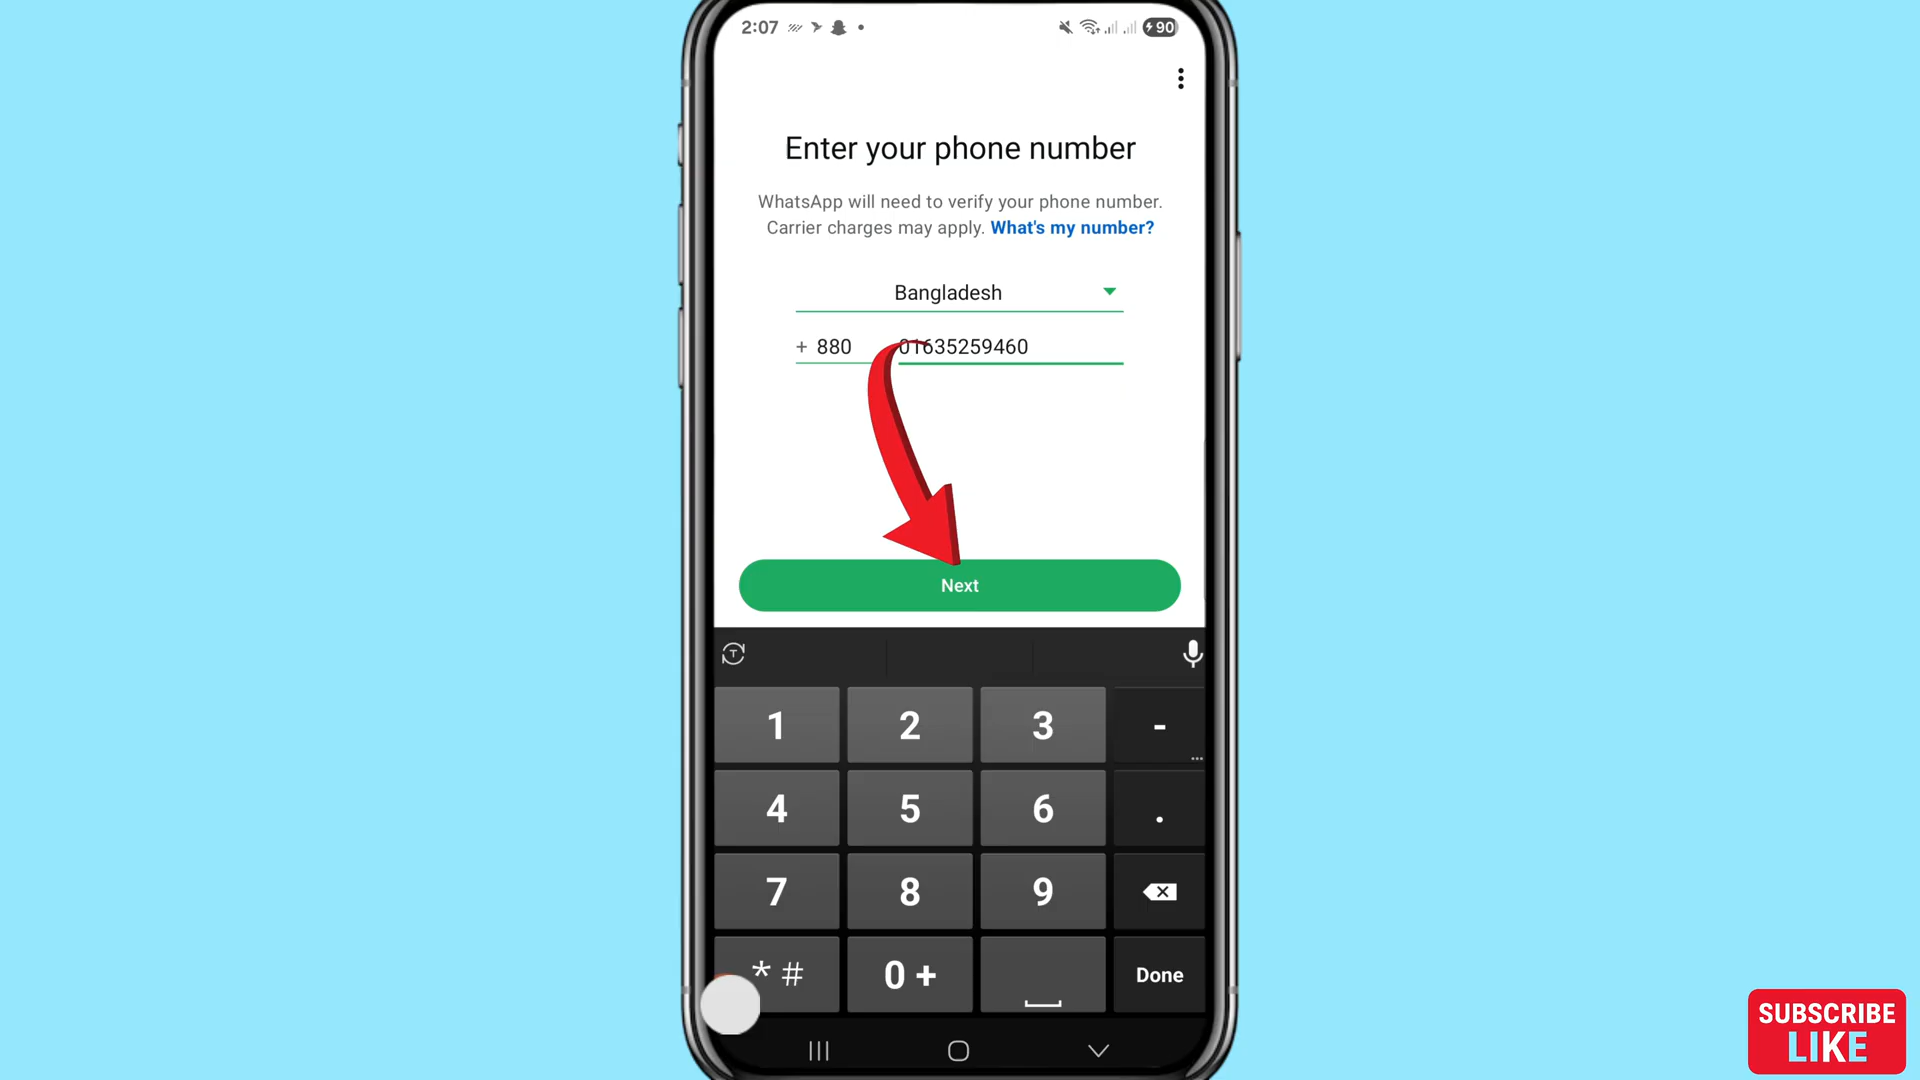 2:07
90
Enter your phone number
WhatsApp will need to verify your phone number.
Carrier charges may apply. What's my number?
Bangladesh
+ 880 01635259460
Next
1 2 3 -
4 5 6 .
7 8 9
* # 0 + Done
SUBSCRIBE
LIKE